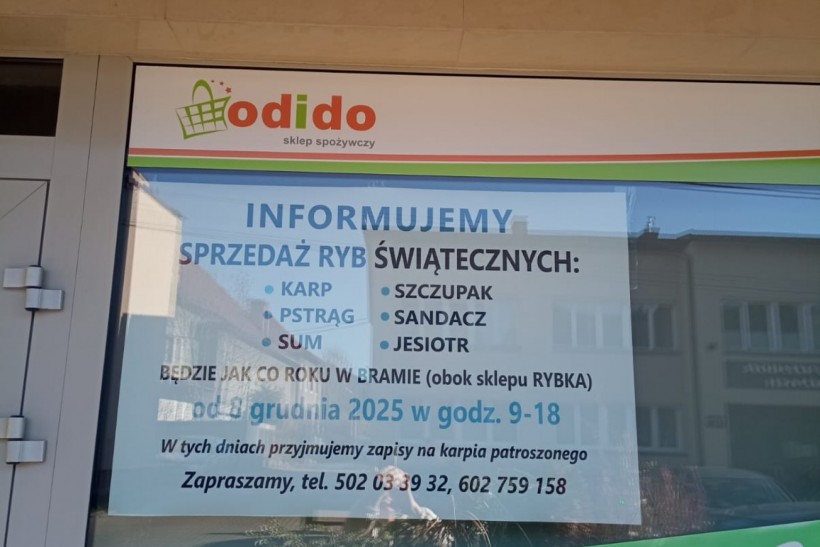 odido
sklep spożywczy
INFORMUJEMY
SPRZEDAŻ RYB ŚWIĄTECZNYCH:
• KARP • SZCZUPAK
• PSTRĄG • SANDACZ
• SUM • JESIOTR
BĘDZIE JAK CO ROKU W BRAMIE (obok sklepu RYBKA)
od 8 grudnia 2025 w godz. 9-18
W tych dniach przyjmujemy zapisy na karpia patroszonego
Zapraszamy, tel. 502 03 39 32, 602 759 158